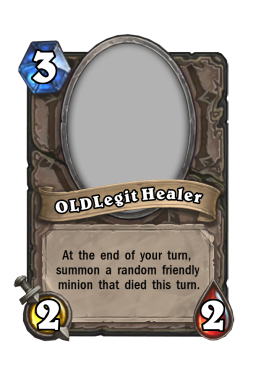 3
OLDLegit Healer
At the end of your turn,
summon a random friendly
minion that died this turn.
2 2